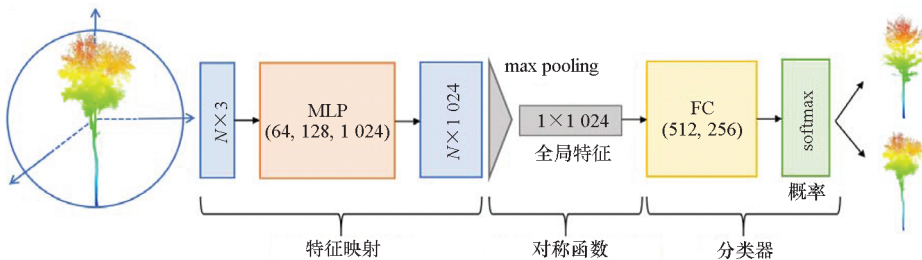 N×3
MLP
(64, 128, 1 024)
N×1 024
max pooling
1×1 024
全局特征
FC
(512, 256)
softmax
概率
特征映射
对称函数
分类器